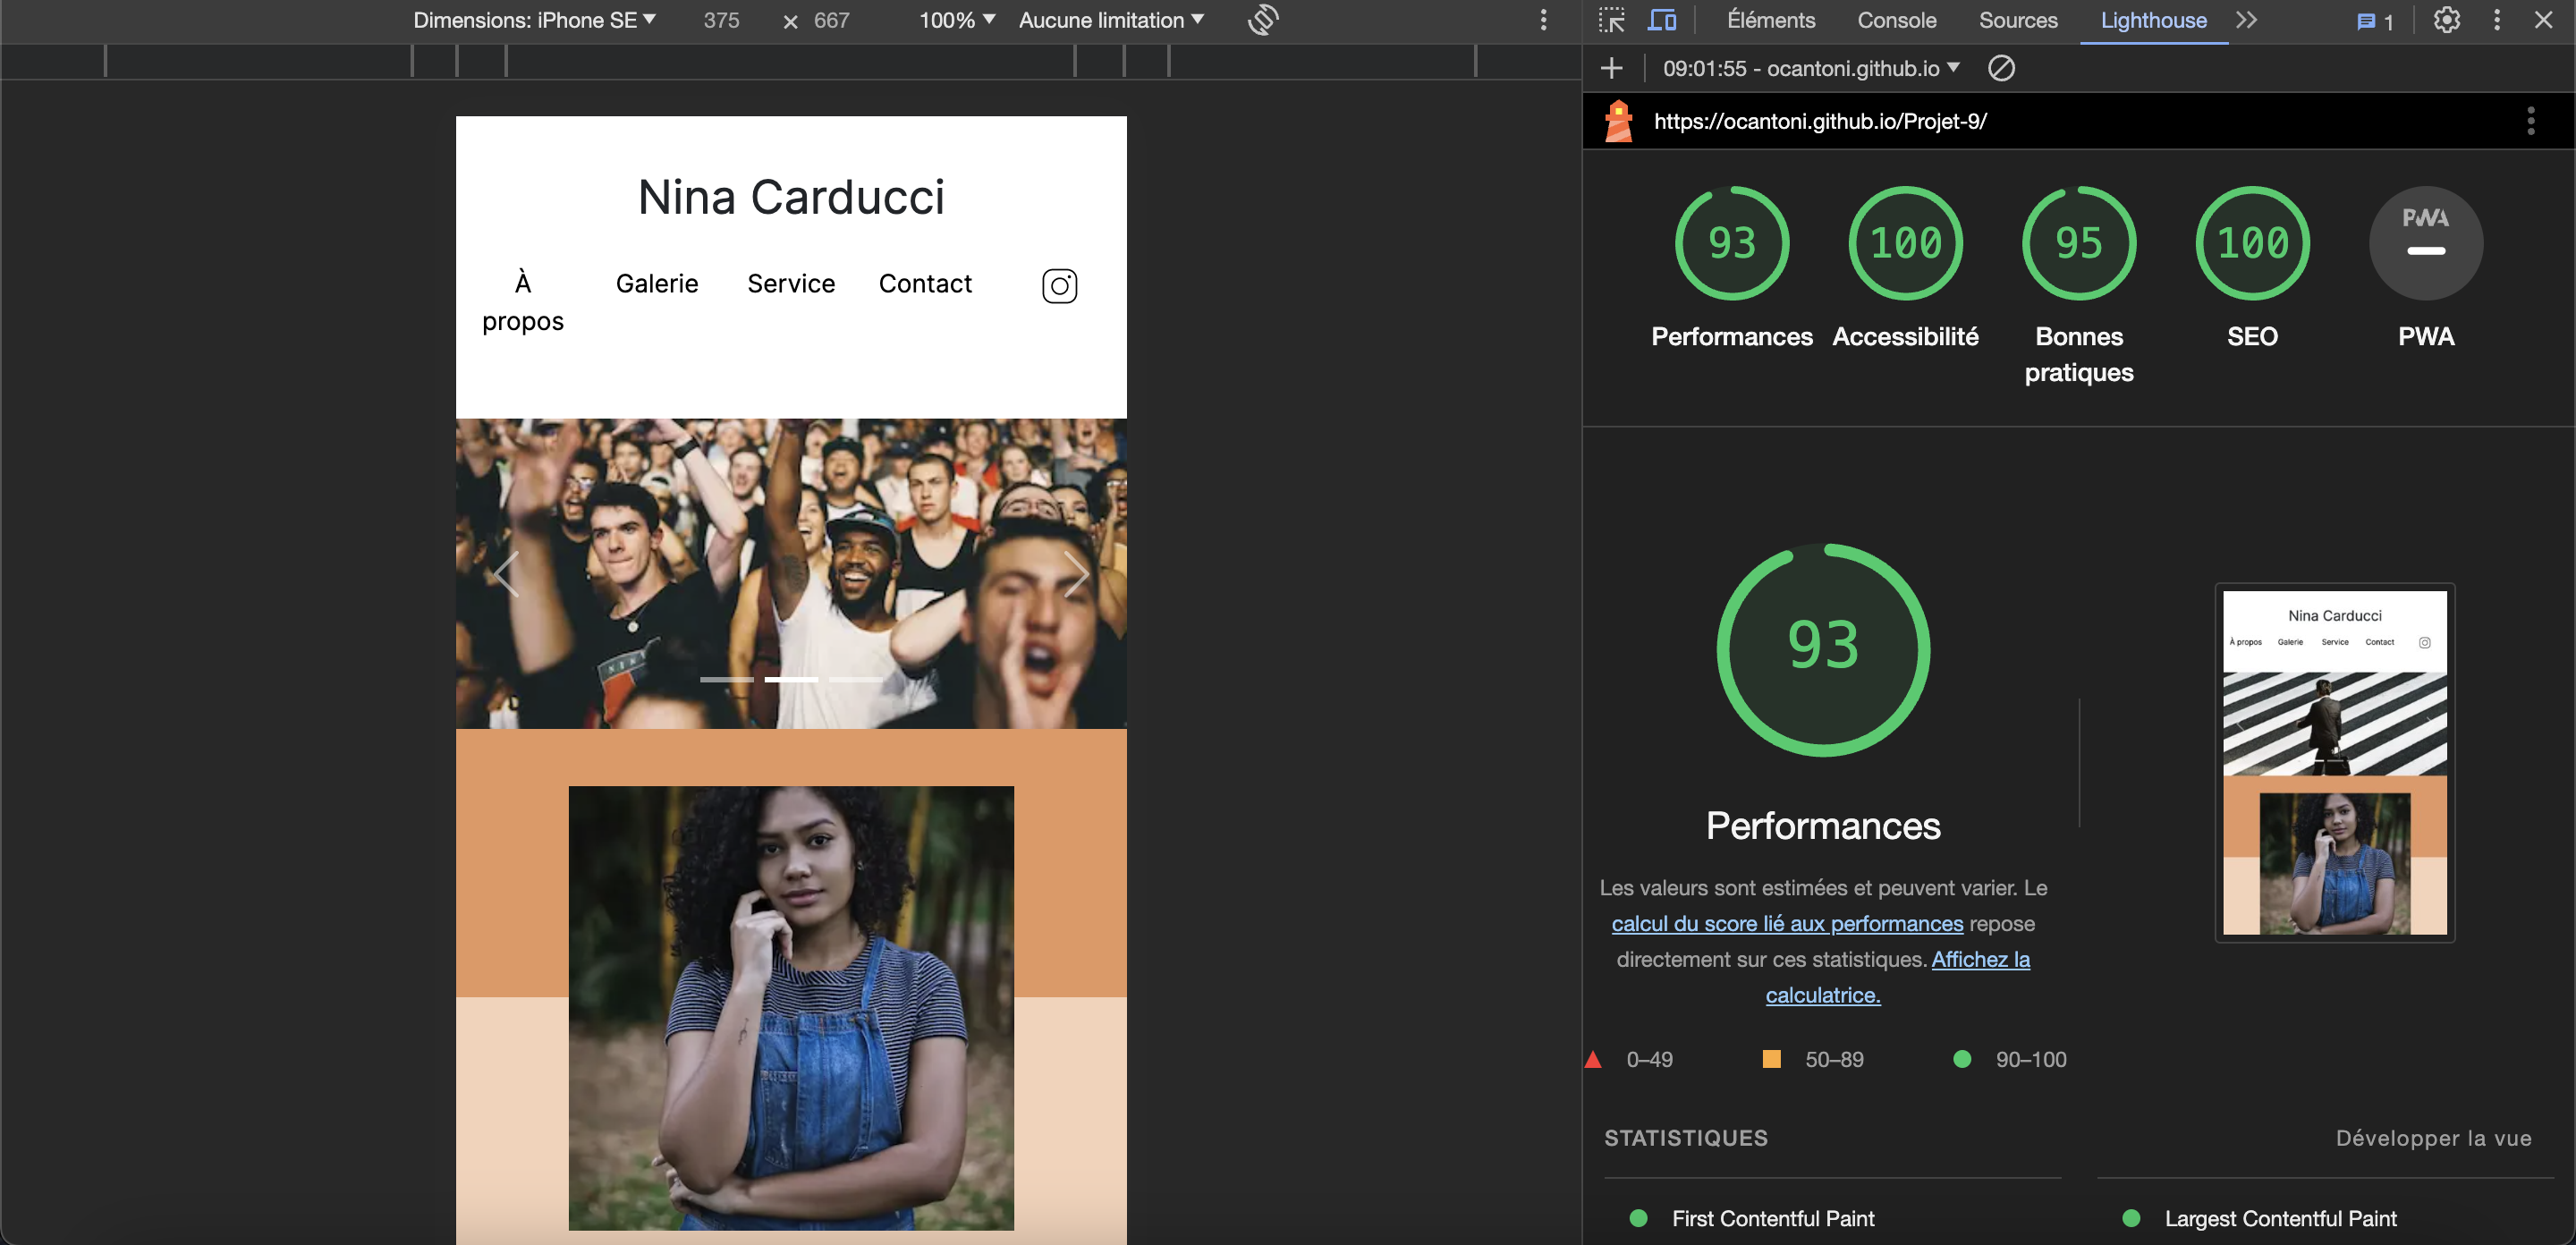 Dimensions: iPhone SE 375 × 667 100% Aucune limitation
Éléments Console Sources Lighthouse 1
09:01:55 - ocantoni.github.io
https://ocantoni.github.io/Projet-9/
Nina Carducci
À propos Galerie Service Contact
93 100 95 100 PWA
Performances Accessibilité Bonnes pratiques SEO PWA
93
Performances
Les valeurs sont estimées et peuvent varier. Le
calcul du score lié aux performances repose
directement sur ces statistiques. Affichez la
calculatrice.
0–49 50–89 90–100
Nina Carducci
À propos Galerie Service Contact
STATISTIQUES Développer la vue
First Contentful Paint Largest Contentful Paint